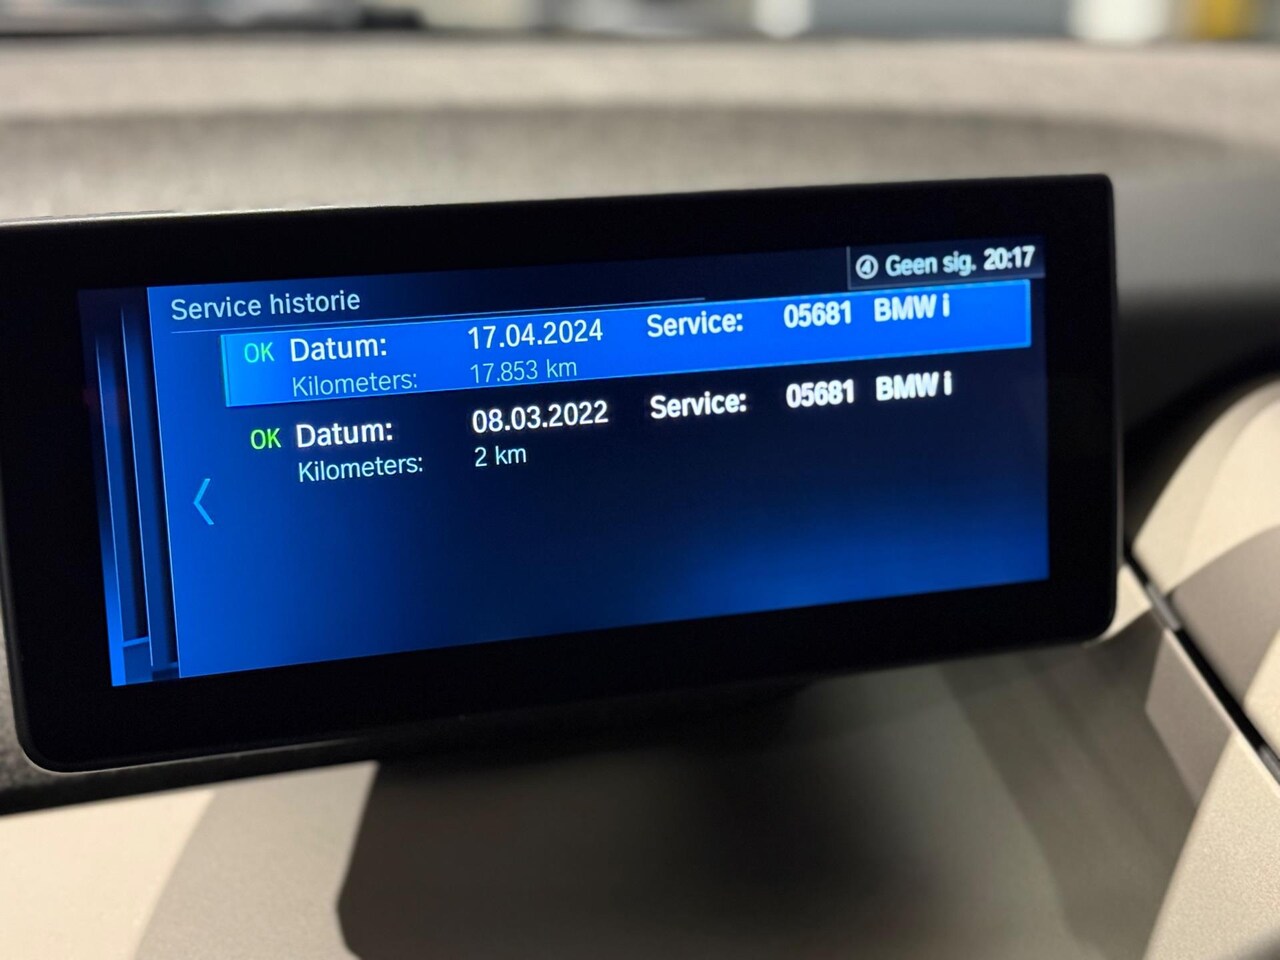 ④ Geen sig. 20:17
Service historie
OK Datum: 17.04.2024 Service: 05681 BMW i
Kilometers: 17.853 km
OK Datum: 08.03.2022 Service: 05681 BMW i
Kilometers: 2 km